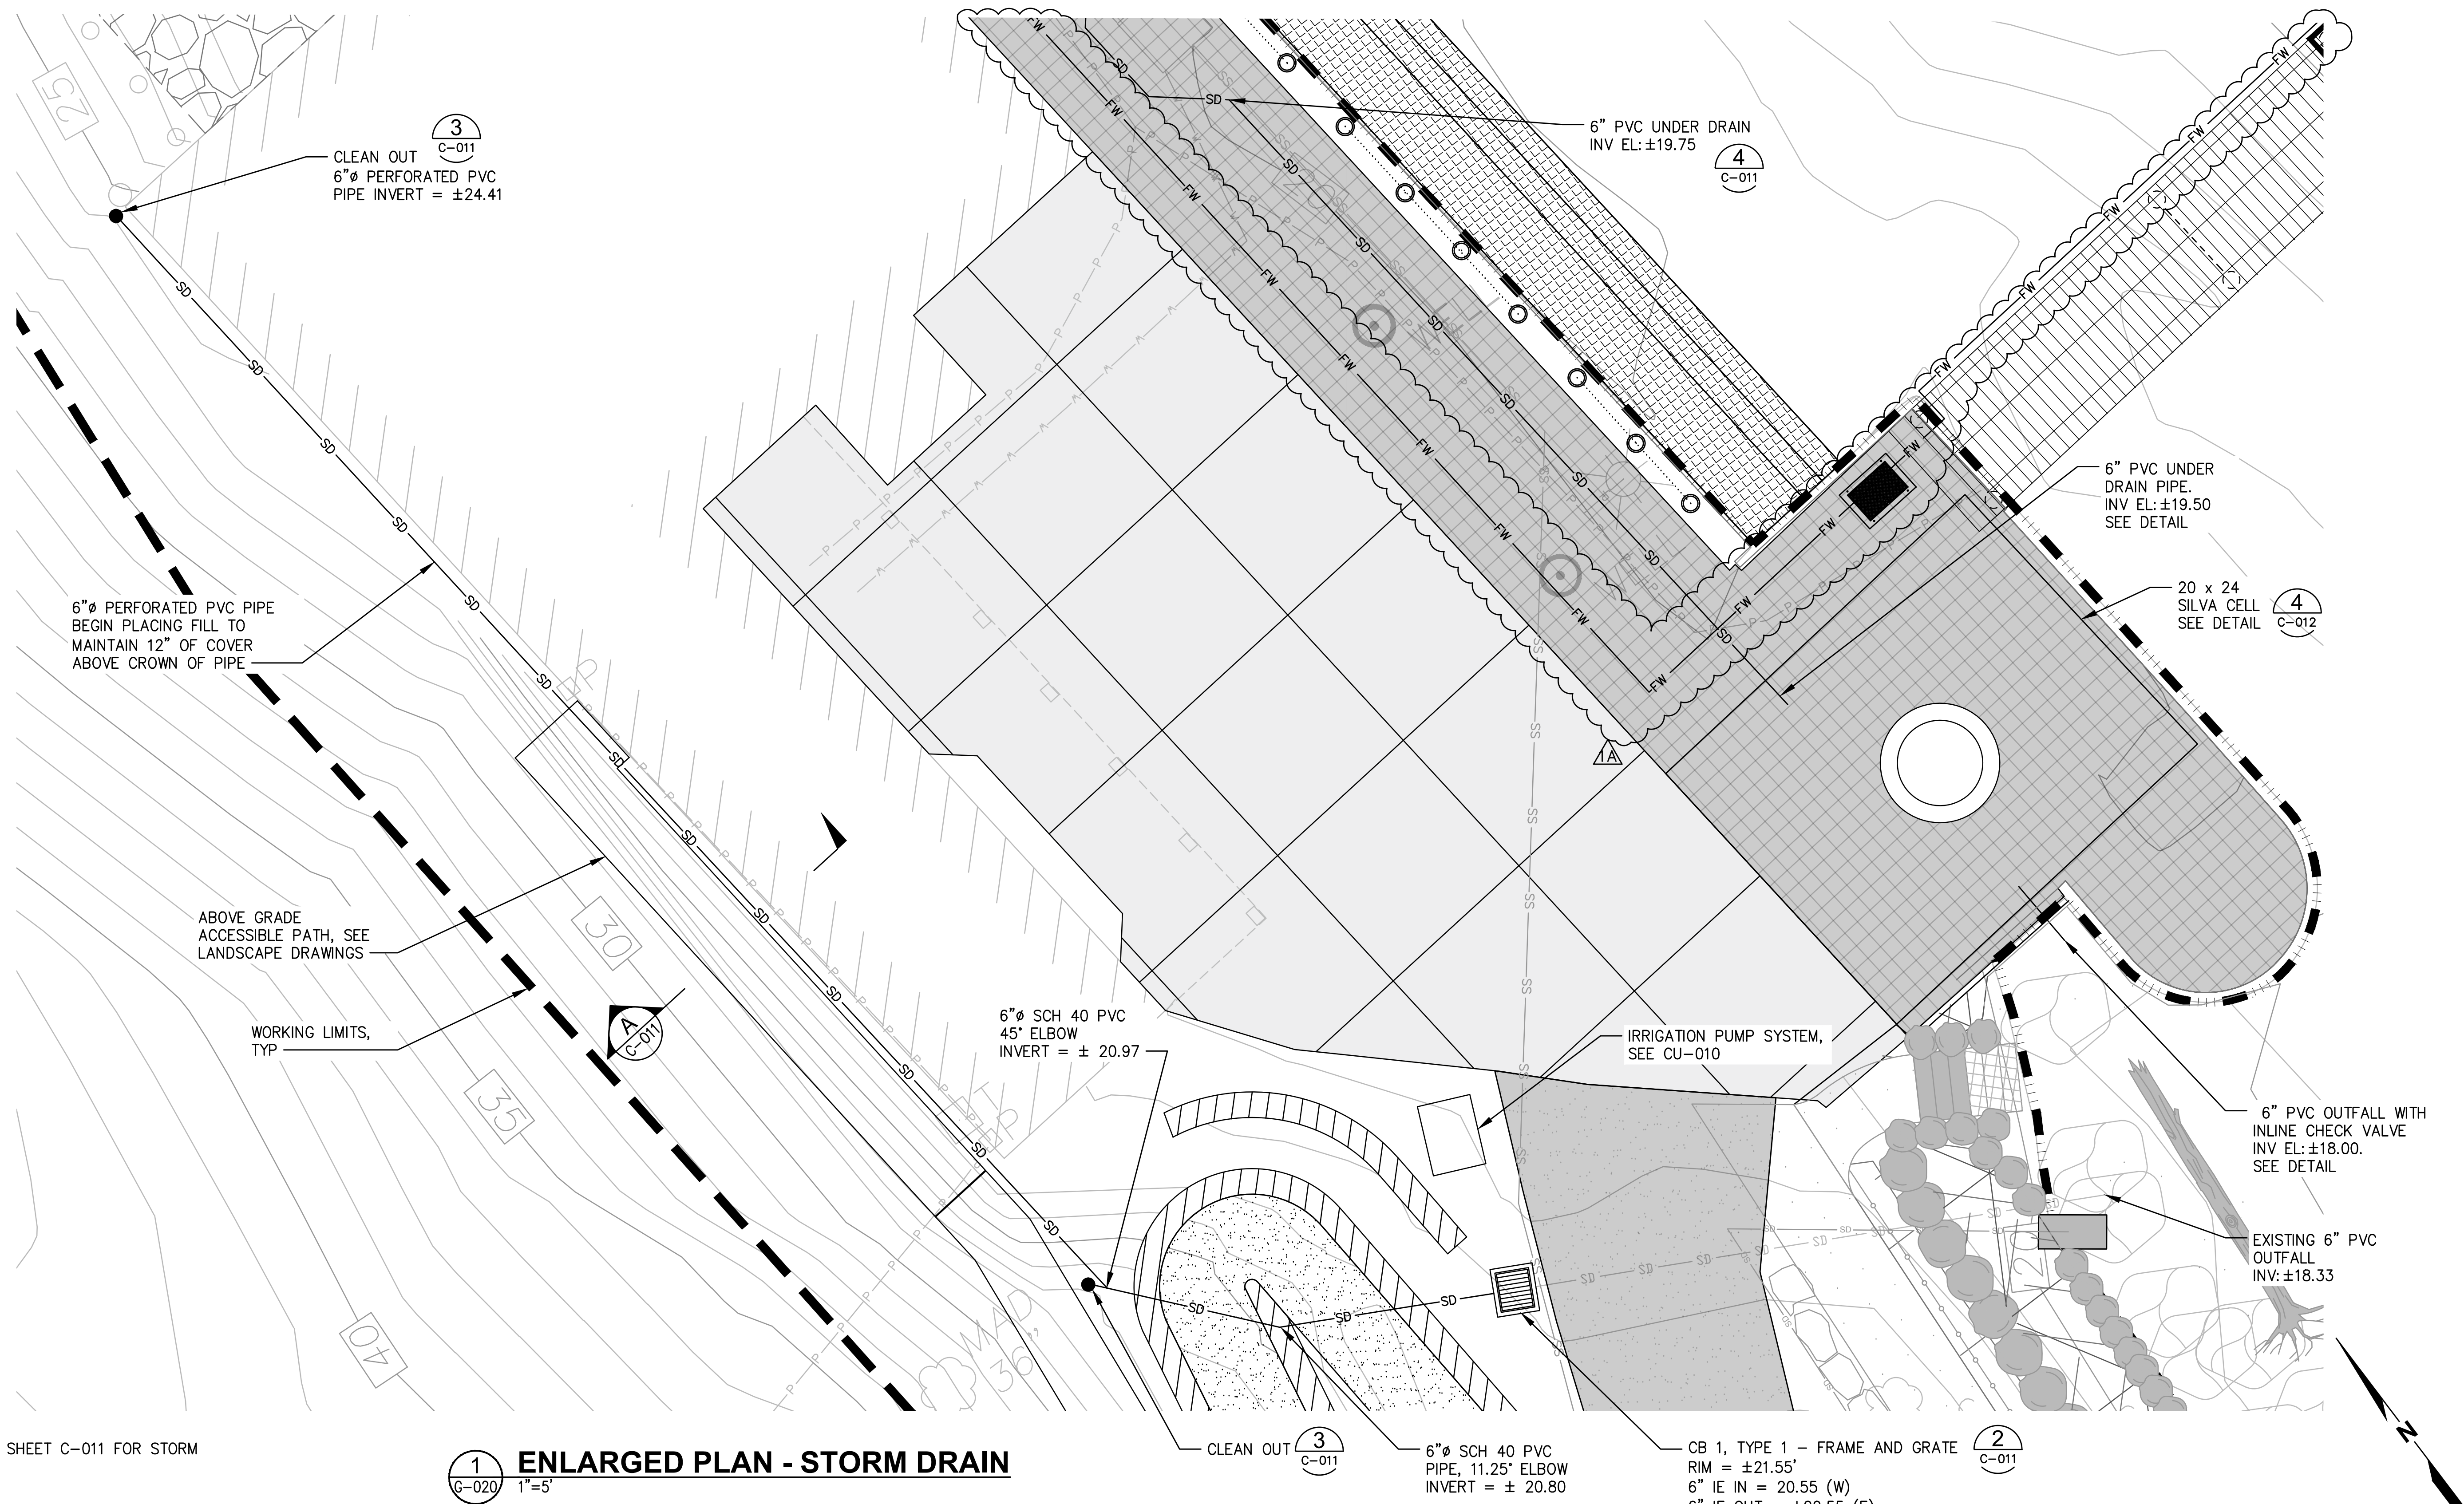 25
CLEAN OUT
3
C-011
6"ø PERFORATED PVC
PIPE INVERT = ±24.41
6" PVC UNDER DRAIN
INV EL: ±19.75
4
C-011
6" PVC UNDER
DRAIN PIPE.
INV EL: ±19.50
SEE DETAIL
20 x 24
SILVA CELL
SEE DETAIL
4
C-012
6"ø PERFORATED PVC PIPE
BEGIN PLACING FILL TO
MAINTAIN 12" OF COVER
ABOVE CROWN OF PIPE
1A
ABOVE GRADE
ACCESSIBLE PATH, SEE
LANDSCAPE DRAWINGS
30
WORKING LIMITS,
TYP
A
C-011
35
40
6"ø SCH 40 PVC
45° ELBOW
INVERT = ± 20.97
IRRIGATION PUMP SYSTEM,
SEE CU-010
6" PVC OUTFALL WITH
INLINE CHECK VALVE
INV EL: ±18.00.
SEE DETAIL
EXISTING 6" PVC
OUTFALL
INV: ±18.33
MAD
36"
SD
FW
SS
P
N
SHEET C-011 FOR STORM
1
G-020
ENLARGED PLAN - STORM DRAIN
1"=5'
CLEAN OUT
3
C-011
6"ø SCH 40 PVC
PIPE, 11.25° ELBOW
INVERT = ± 20.80
CB 1, TYPE 1 – FRAME AND GRATE
2
C-011
RIM = ±21.55'
6" IE IN = 20.55 (W)